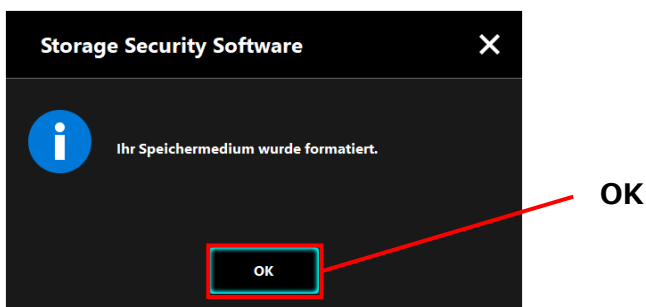 Storage Security Software
Ihr Speichermedium wurde formatiert.
OK
OK